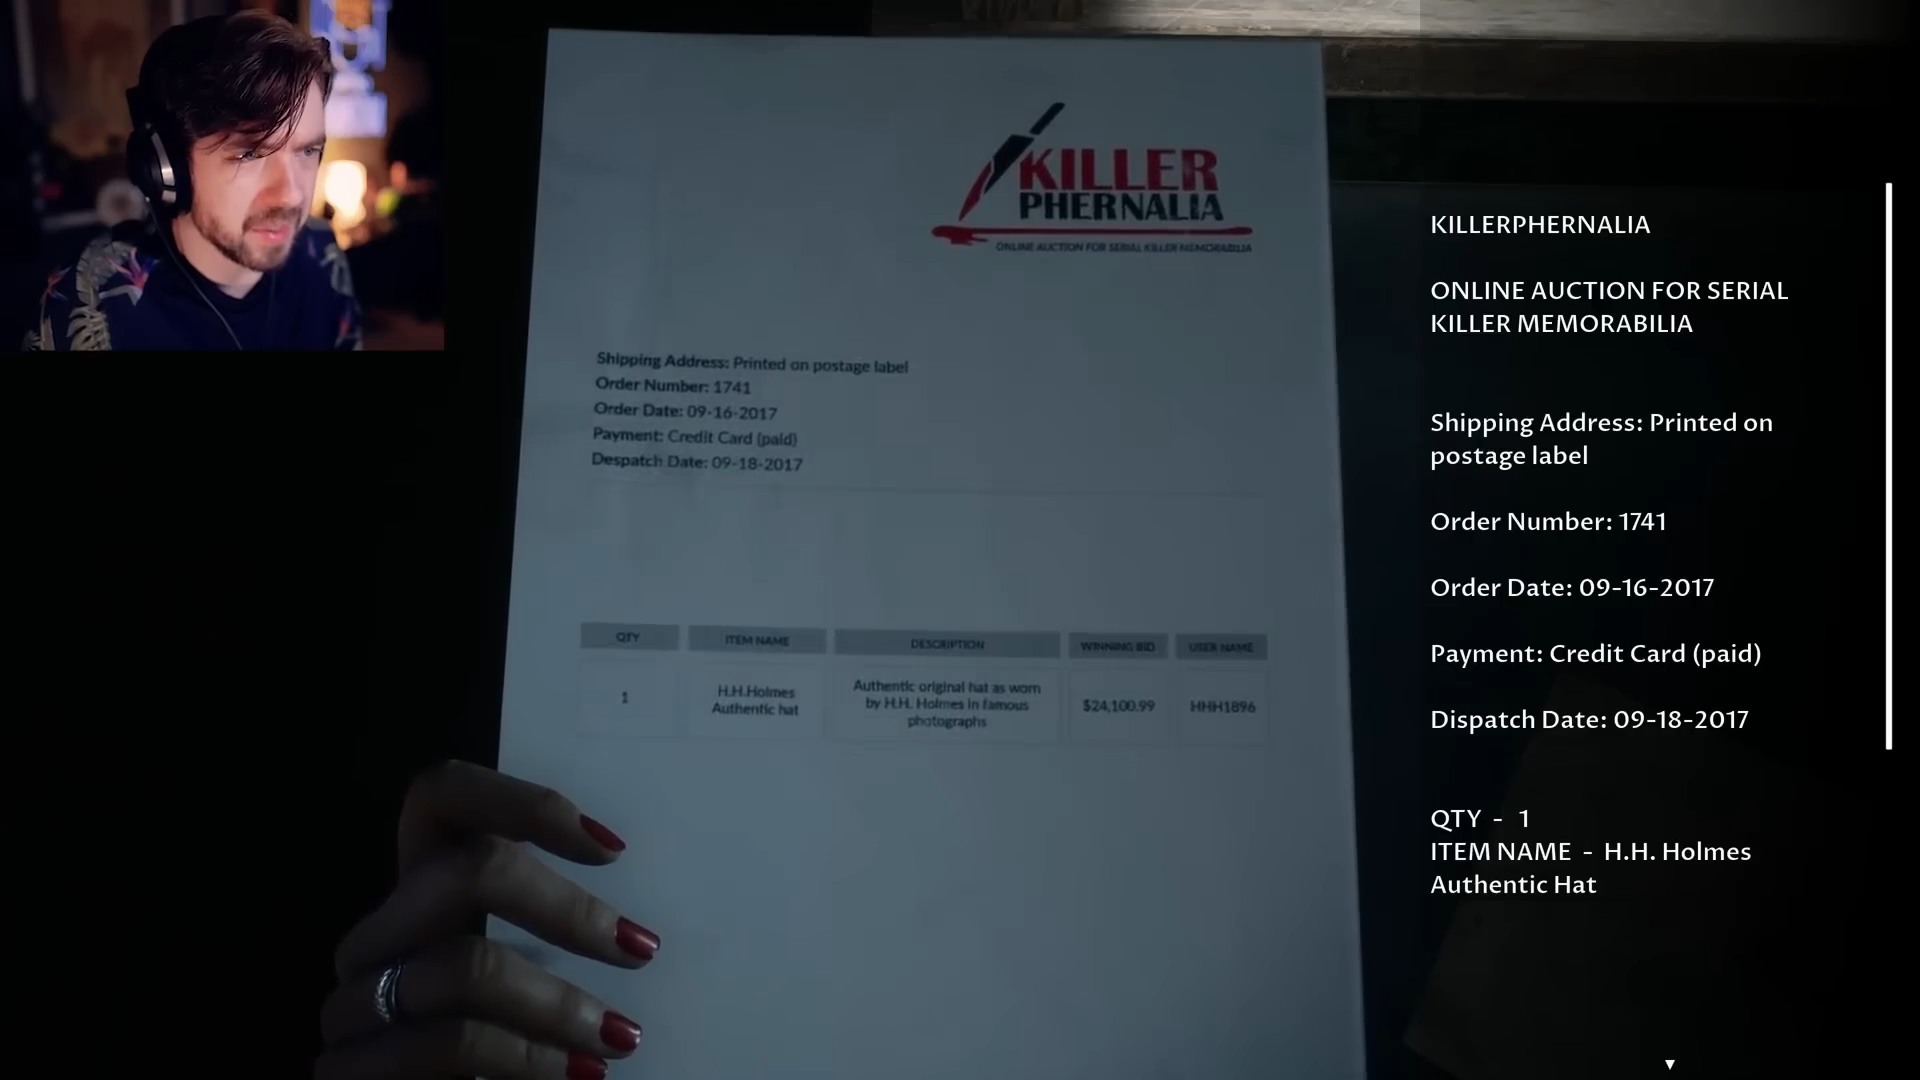 KILLER
PHERNALIA
ONLINE AUCTION FOR SERIAL KILLER MEMORABILIA
Shipping Address: Printed on postage label
Order Number: 1741
Order Date: 09-16-2017
Payment: Credit Card (paid)
Despatch Date: 09-18-2017
QTY ITEM NAME DESCRIPTION WINNING BID USER NAME
1 H.H.Holmes Authentic hat Authentic original hat as worn by H.H. Holmes in famous photographs $24,100.99 HHH1896
KILLERPHERNALIA
ONLINE AUCTION FOR SERIAL
KILLER MEMORABILIA
Shipping Address: Printed on
postage label
Order Number: 1741
Order Date: 09-16-2017
Payment: Credit Card (paid)
Dispatch Date: 09-18-2017
QTY - 1
ITEM NAME - H.H. Holmes
Authentic Hat